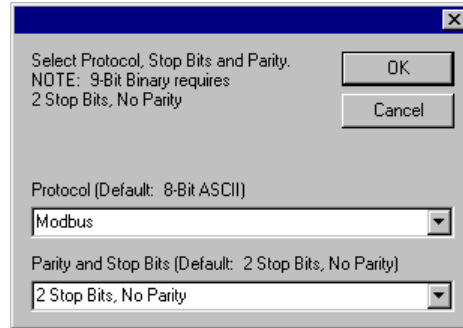 Select Protocol, Stop Bits and Parity.
NOTE:  9-Bit Binary requires
2 Stop Bits, No Parity
OK
Cancel
Protocol (Default:  8-Bit ASCII)
Modbus
Parity and Stop Bits (Default:  2 Stop Bits, No Parity)
2 Stop Bits, No Parity